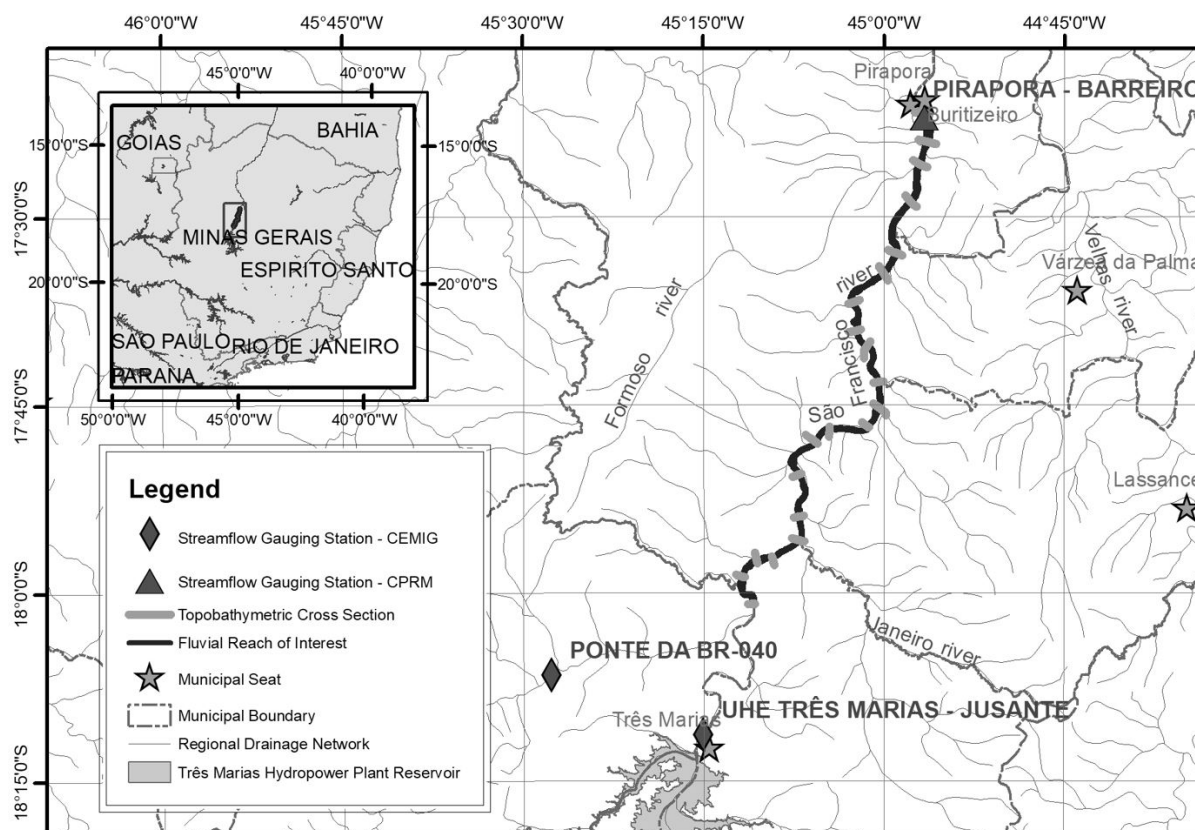 46°0'0"W
45°45'0"W
45°30'0"W
45°15'0"W
45°0'0"W
44°45'0"W
45°0'0"W
40°0'0"W
GOIAS
BAHIA
15°0'0"S
15°0'0"S
MINAS GERAIS
ESPIRITO SANTO
20°0'0"S
20°0'0"S
SAO PAULO
RIO DE JANEIRO
PARANA
50°0'0"W
45°0'0"W
40°0'0"W
17°30'0"S
17°45'0"S
18°0'0"S
18°15'0"S
Pirapora
PIRAPORA - BARREIRO
Buritizeiro
Várzea da Palma
Velhas river
Formoso river
São Francisco river
Lassance
Janeiro river
PONTE DA BR-040
Três Marias
UHE TRÊS MARIAS - JUSANTE
Legend
Streamflow Gauging Station - CEMIG
Streamflow Gauging Station - CPRM
Topobathymetric Cross Section
Fluvial Reach of Interest
Municipal Seat
Municipal Boundary
Regional Drainage Network
Três Marias Hydropower Plant Reservoir